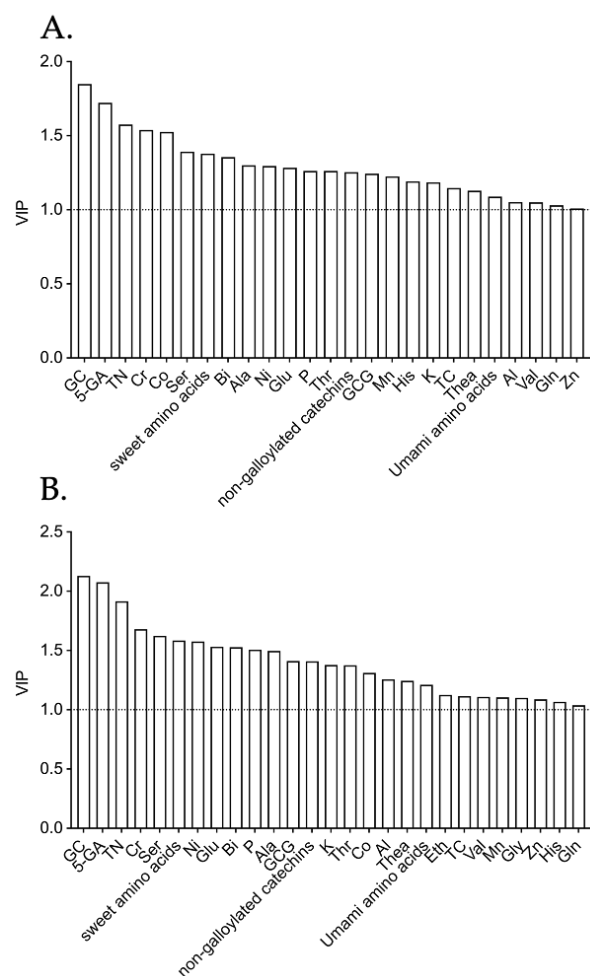 A.
2.0
1.5
1.0
0.5
0.0
VIP
GC
5-GA
TN
Cr
Co
Ser
sweet amino acids
Bi
Ala
Ni
Glu
P
Thr
non-galloylated catechins
GCG
Mn
His
K
TC
Thea
Umami amino acids
Al
Val
Gln
Zn
B.
2.5
2.0
1.5
1.0
0.5
0.0
VIP
GC
5-GA
TN
Cr
Ser
sweet amino acids
Ni
Glu
Bi
P
Ala
GCG
non-galloylated catechins
K
Thr
Co
Al
Thea
Umami amino acids
Eth
TC
Val
Mn
Gly
Zn
His
Gln